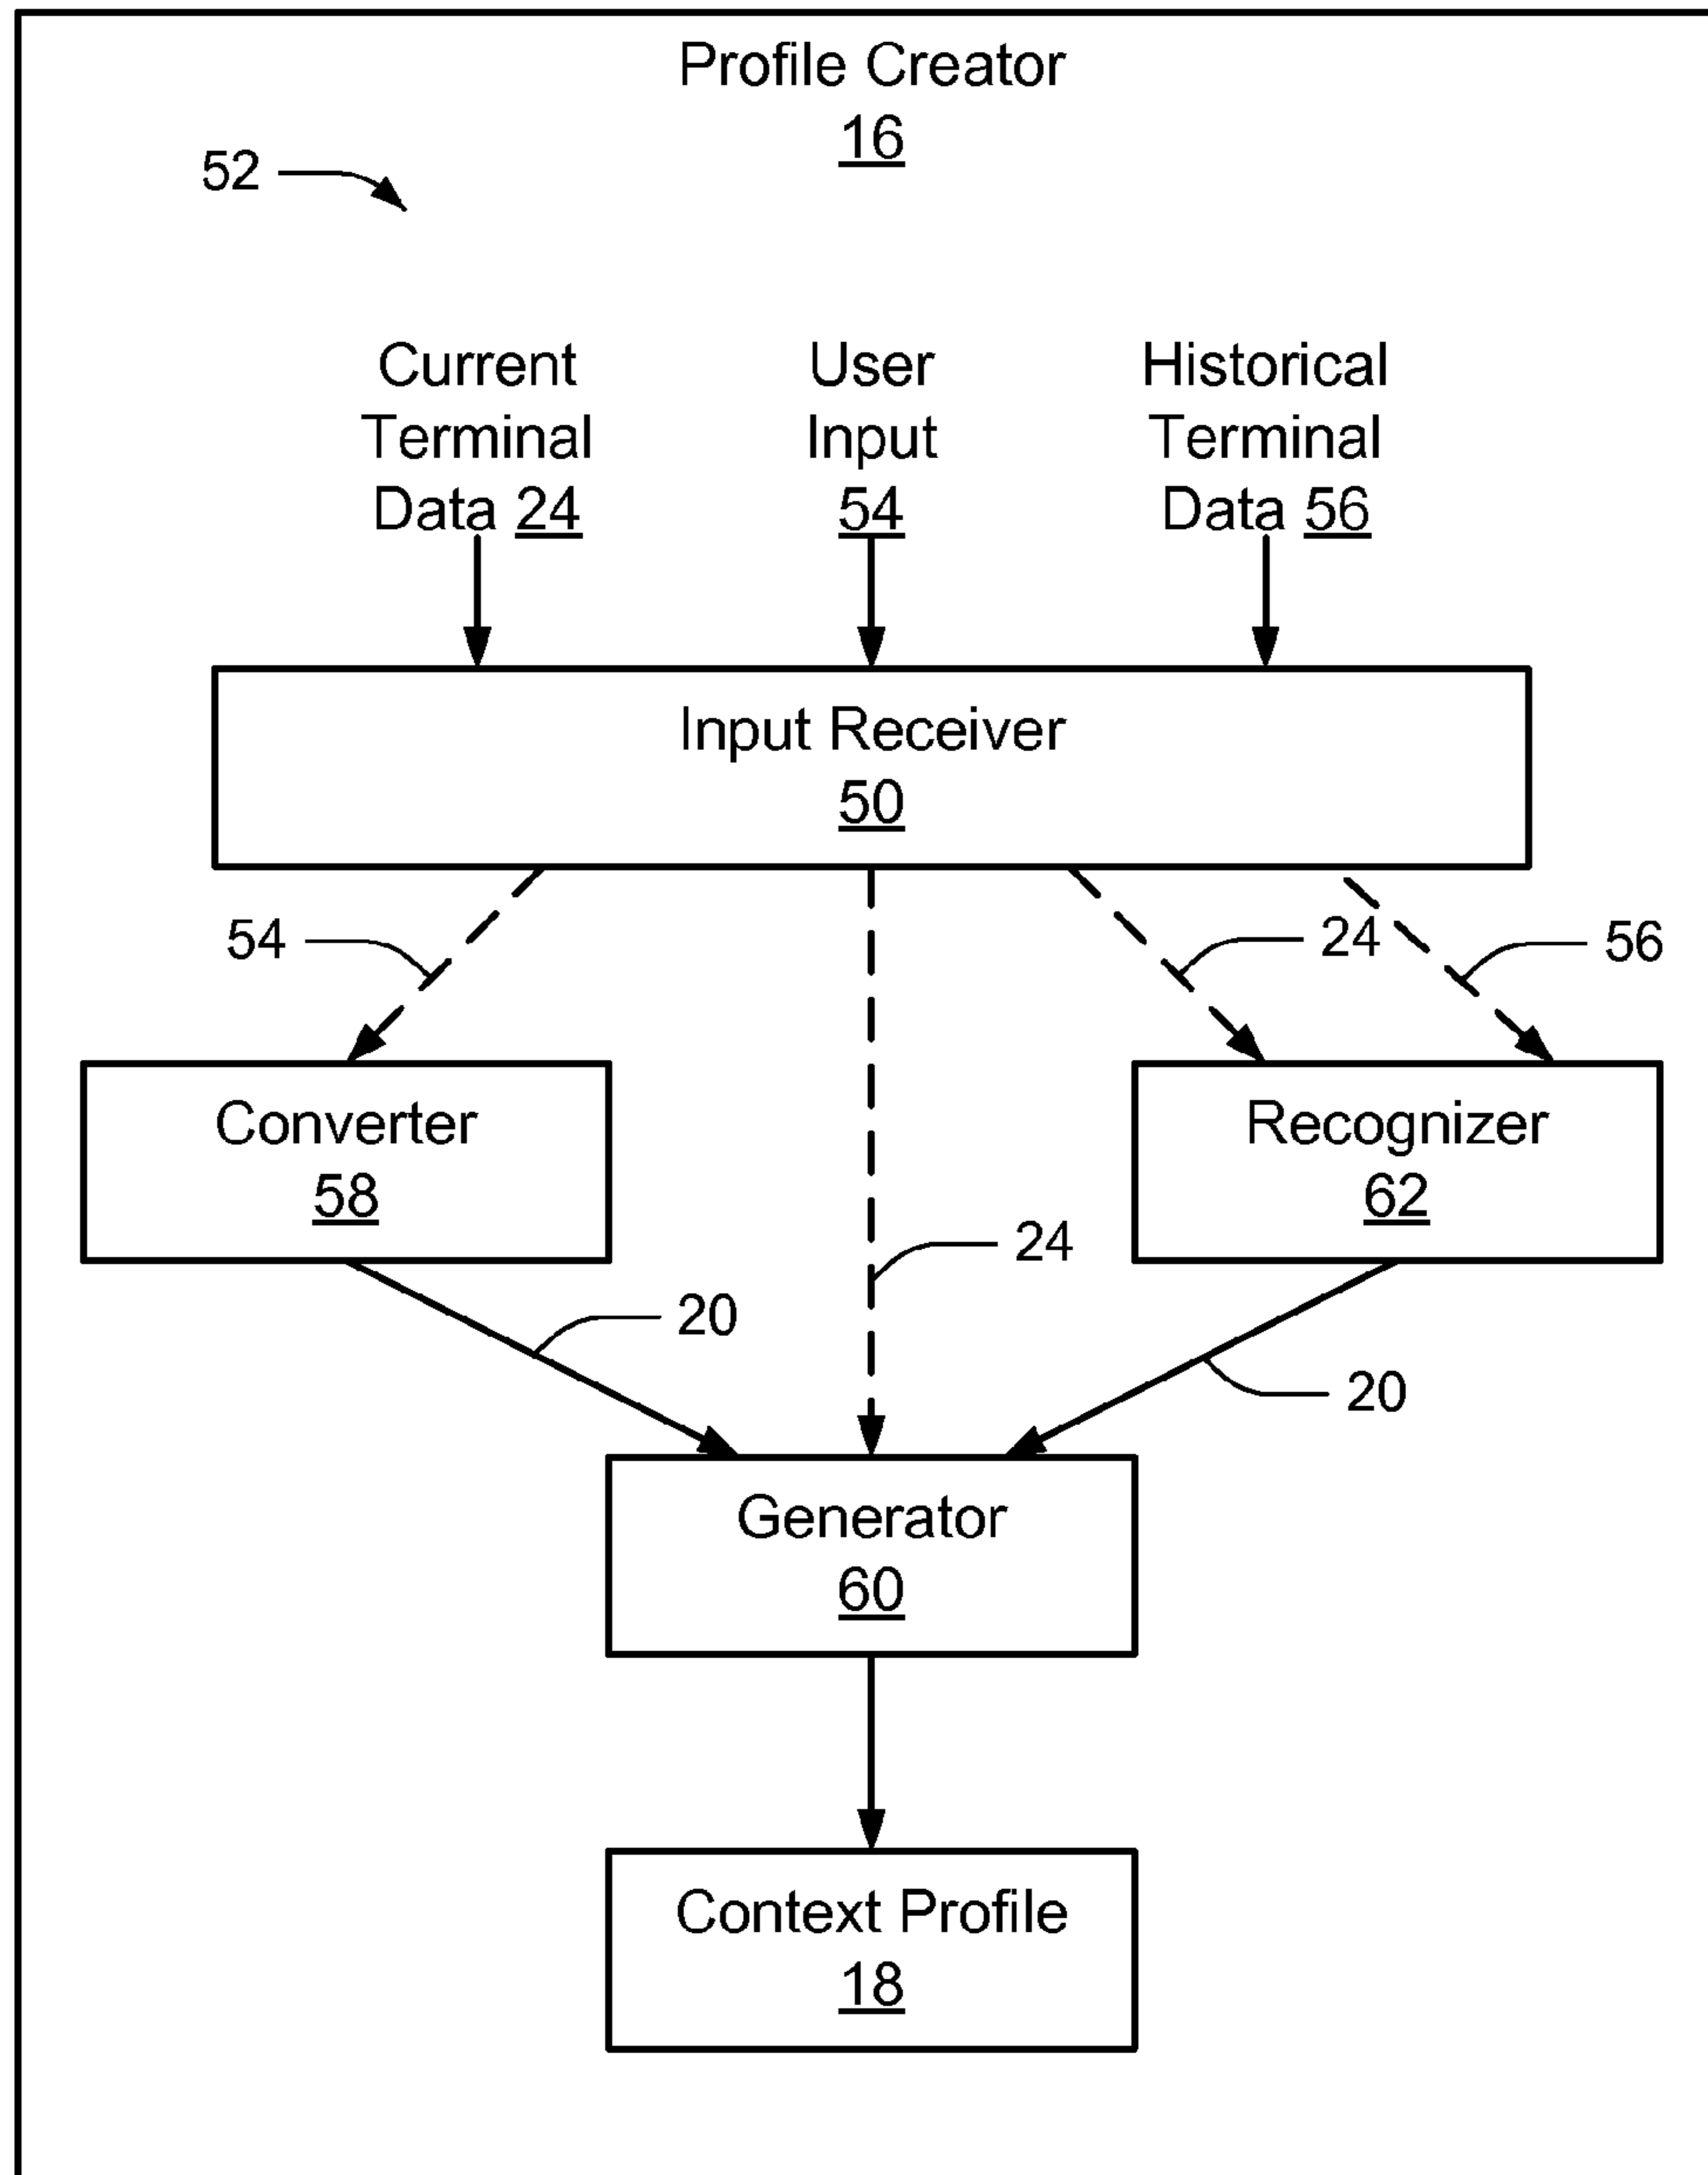 Profile Creator
16
52
Current
Terminal
Data 24
User
Input
54
Historical
Terminal
Data 56
Input Receiver
50
54
24
56
Converter
58
Recognizer
62
24
20
20
Generator
60
Context Profile
18